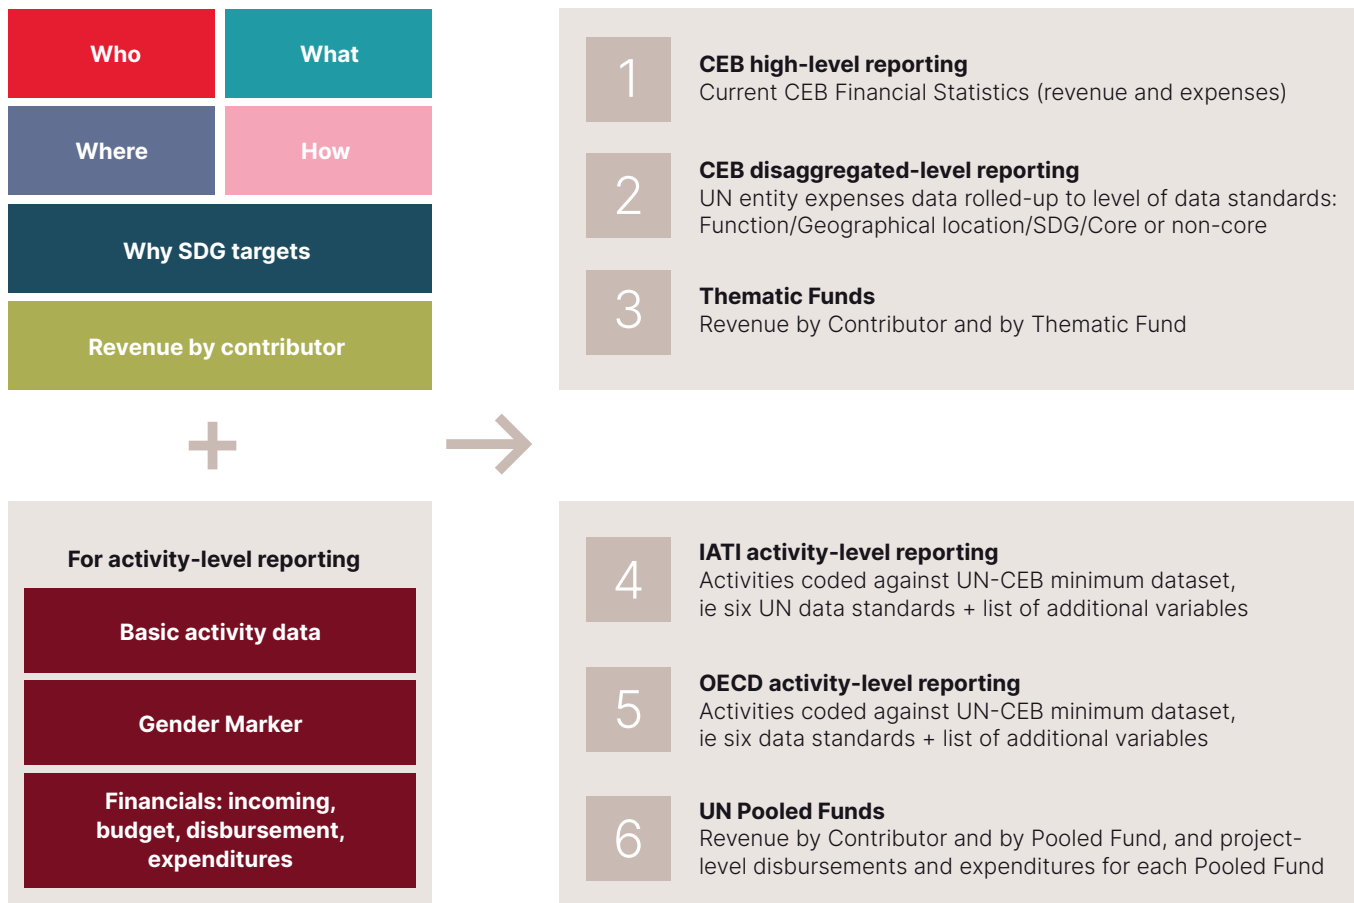 Who
What
Where
How
Why SDG targets
Revenue by contributor
+
For activity-level reporting
Basic activity data
Gender Marker
Financials: incoming,
budget, disbursement,
expenditures
1
CEB high-level reporting
Current CEB Financial Statistics (revenue and expenses)
2
CEB disaggregated-level reporting
UN entity expenses data rolled-up to level of data standards:
Function/Geographical location/SDG/Core or non-core
3
Thematic Funds
Revenue by Contributor and by Thematic Fund
4
IATI activity-level reporting
Activities coded against UN-CEB minimum dataset,
ie six UN data standards + list of additional variables
5
OECD activity-level reporting
Activities coded against UN-CEB minimum dataset,
ie six data standards + list of additional variables
6
UN Pooled Funds
Revenue by Contributor and by Pooled Fund, and project-
level disbursements and expenditures for each Pooled Fund